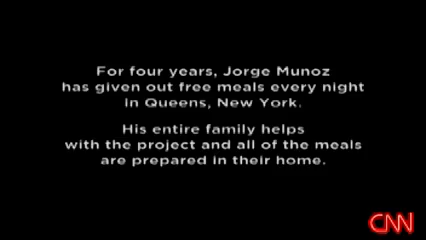 For four years, Jorge Munoz
has given out free meals every night
in Queens, New York.
His entire family helps
with the project and all of the meals
are prepared in their home.
CNN